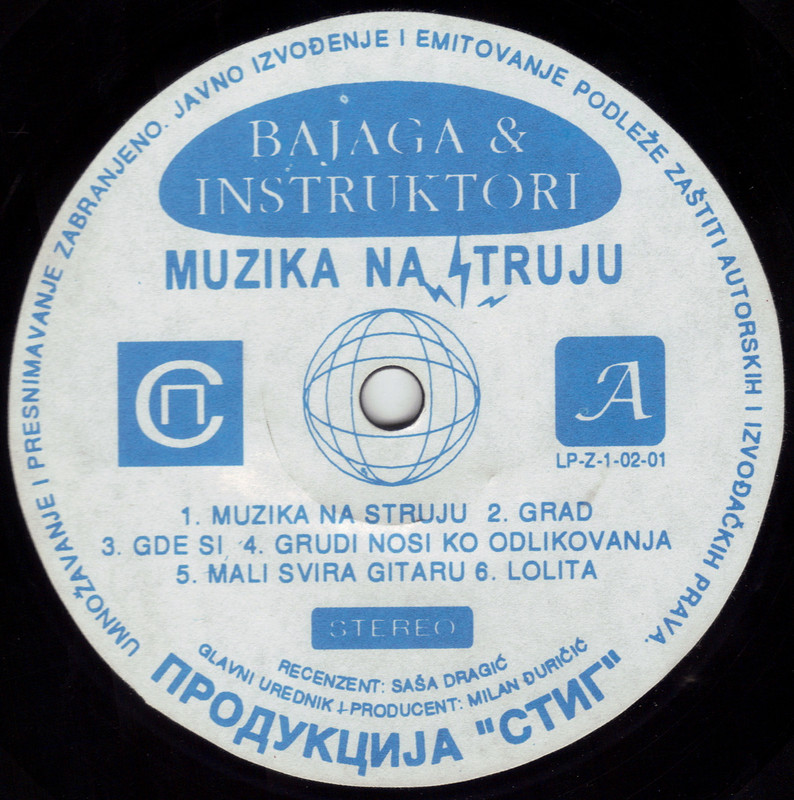 UMNOŽAVANJE I PRESNIMAVANJE ZABRANJENO. JAVNO IZVOĐENJE I EMITOVANJE PODLEŽE ZAŠTITI AUTORSKIH I IZVOĐAČKIH PRAVA.
BAJAGA &
INSTRUKTORI
MUZIKA NA STRUJU
СП
A
LP-Z-1-02-01
1. MUZIKA NA STRUJU 2. GRAD
3. GDE SI 4. GRUDI NOSI KO ODLIKOVANJA
5. MALI SVIRA GITARU 6. LOLITA
STEREO
RECENZENT: SAŠA DRAGIĆ
GLAVNI UREDNIK I PRODUCENT: MILAN ĐURIČIĆ
ПРОДУКЦИЈА "СТИГ"